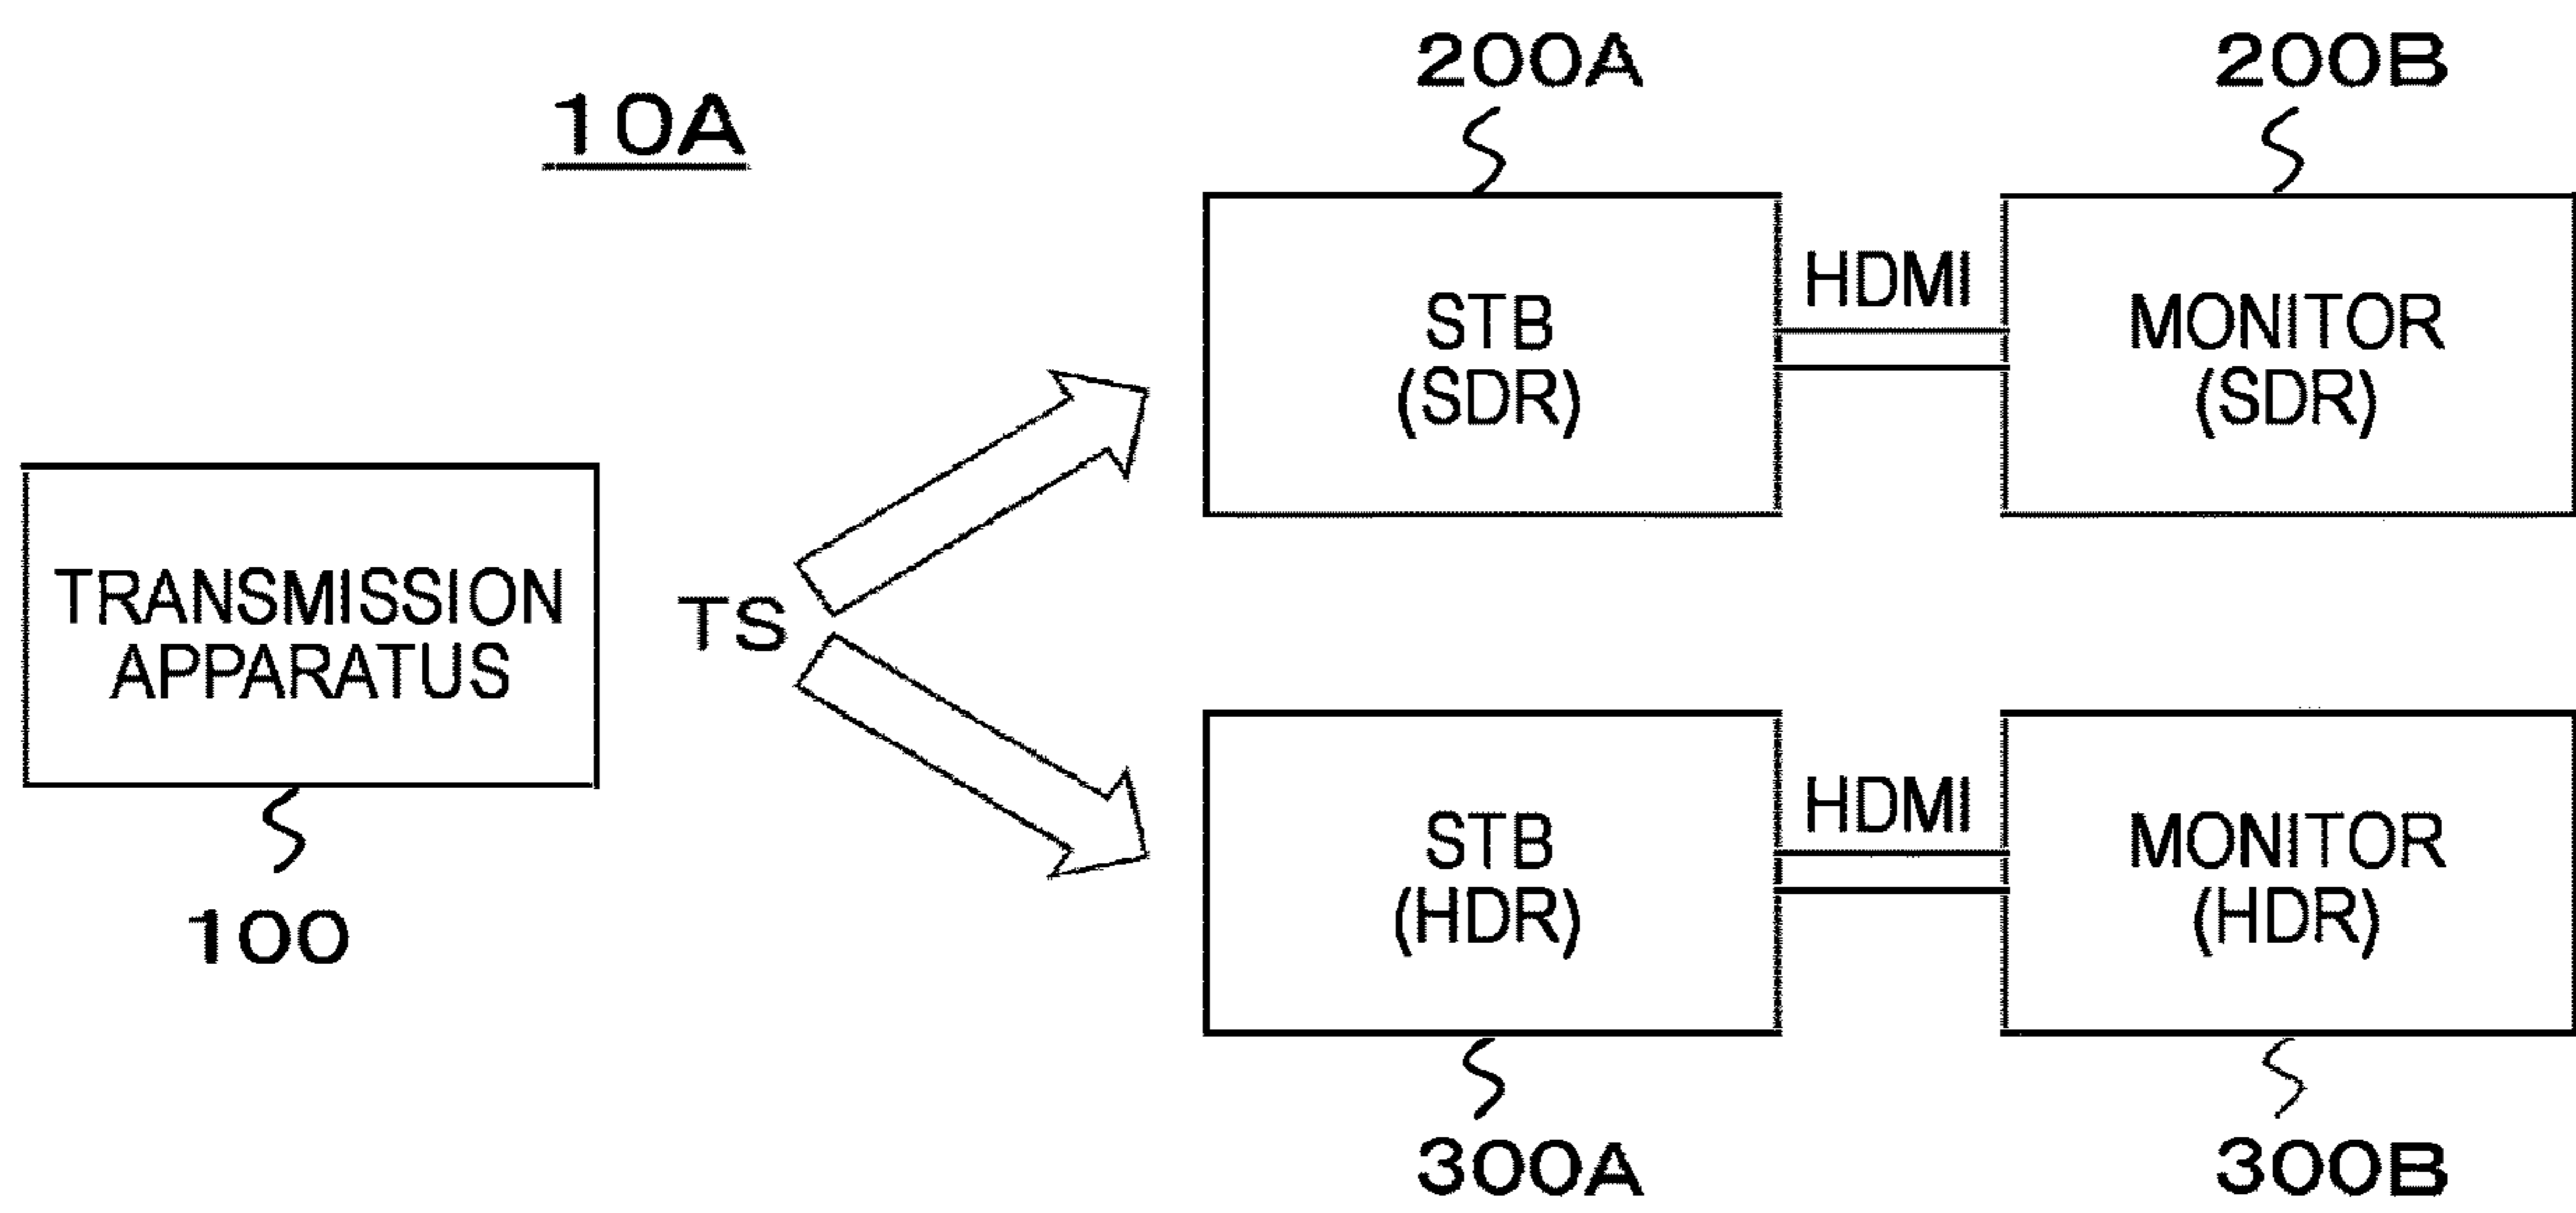 10A
200A
200B
STB
(SDR)
HDMI
MONITOR
(SDR)
TRANSMISSION
APPARATUS
100
TS
STB
(HDR)
HDMI
MONITOR
(HDR)
300A
300B